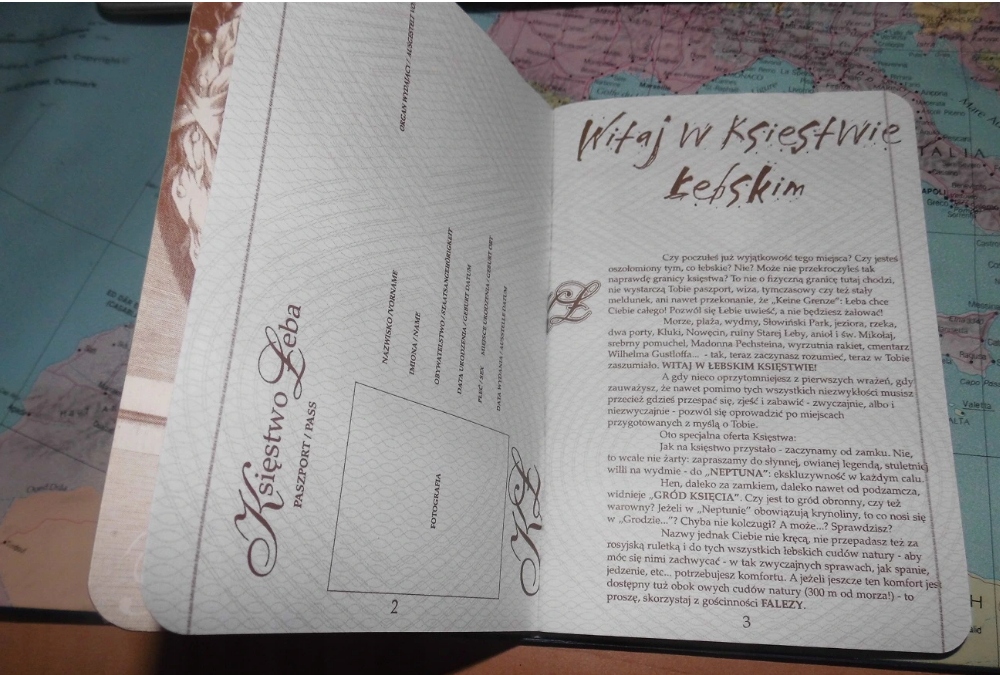 Księstwo Łeba
PASZPORT / PASS
FOTOGRAFIA
NAZWISKO/VORNAME
IMIONA / NAME
OBYWATELSTWO / STAATSANGEHÖRIGKEIT
DATA URODZENIA / GEBURT DATUM
PŁEĆ / SEX MIEJSCE URODZENIA / GEBURT ORT
DATA WYDANIA / AUSSTELLE DATUM
ORGAN WYDAJĄCY /
2
KŁ
Witaj w Księstwie
Łebskim
Czy poczułeś już wyjątkowość tego miejsca? Czy jesteś
oszołomiony tym, co łebskie? Nie? Może nie przekroczyłeś tak
naprawdę granicy księstwa? To nie o fizyczną granicę tutaj chodzi,
nie wystarczą Tobie paszport, wiza, tymczasowy czy też stały
meldunek, ani nawet przekonanie, że „Keine Grenze": Łeba chce
Ciebie całego! Pozwól się Łebie uwieść, a nie będziesz żałować!
Morze, plaża, wydmy, Słowiński Park, jeziora, rzeka,
dwa porty, Kluki, Nowęcin, ruiny Starej Łeby, anioł i św. Mikołaj,
srebrny pomuchel, Madonna Pechsteina, wyrzutnia rakiet, cmentarz
Wilhelma Gustloffa... - tak, teraz zaczynasz rozumieć, teraz w Tobie
zaszumiało. WITAJ W ŁEBSKIM KSIĘSTWIE!
A gdy nieco oprzytomniejesz z pierwszych wrażeń, gdy
zauważysz, że nawet pomimo tych wszystkich niezwykłości musisz
przecież gdzieś przespać się, zjeść i zabawić - zwyczajnie, albo i
niezwyczajnie - pozwól się oprowadzić po miejscach
przygotowanych z myślą o Tobie.
Oto specjalna oferta Księstwa:
Jak na księstwo przystało - zaczynamy od zamku. Nie,
to wcale nie żarty: zapraszamy do słynnej, owianej legendą, stuletniej
willi na wydmie - do „NEPTUNA": ekskluzywność w każdym calu.
Hen, daleko za zamkiem, daleko nawet od podzamcza,
widnieje „GRÓD KSIĘCIA". Czy jest to gród obronny, czy też
warowny? Jeżeli w „Neptunie" obowiązują krynoliny, to co nosi się
w „Grodzie..."? Chyba nie kolczugi? A może...? Sprawdzisz?
Nazwy jednak Ciebie nie kręcą, nie przepadasz też za
rosyjską ruletką i do tych wszystkich łebskich cudów natury - aby
móc się nimi zachwycać - w tak zwyczajnych sprawach, jak spanie,
jedzenie, etc... potrzebujesz komfortu. A jeżeli jeszcze ten komfort jest
dostępny tuż obok owych cudów natury (300 m od morza!) - to
proszę, skorzystaj z gościnności FALEZY.
3